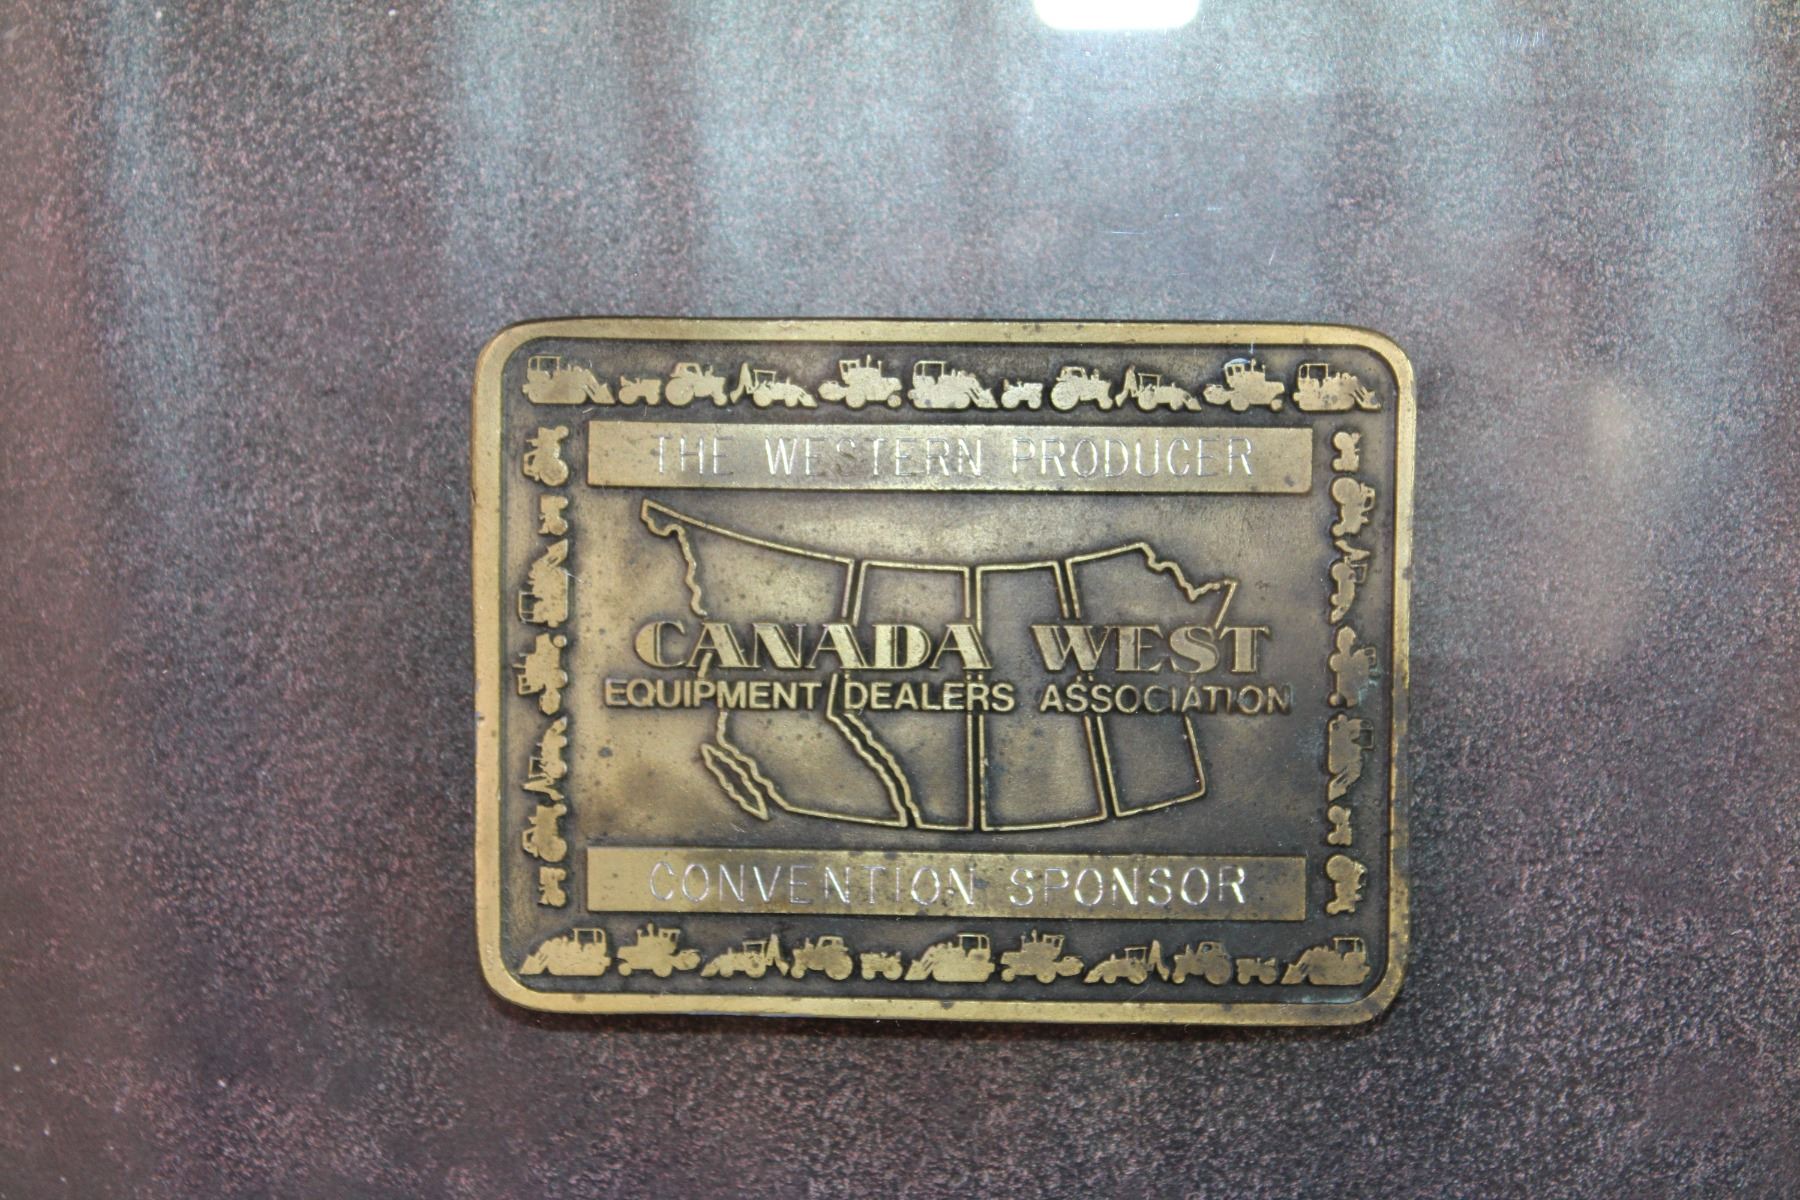 THE WESTERN PRODUCER
CANADA WEST
EQUIPMENT DEALERS ASSOCIATION
CONVENTION SPONSOR